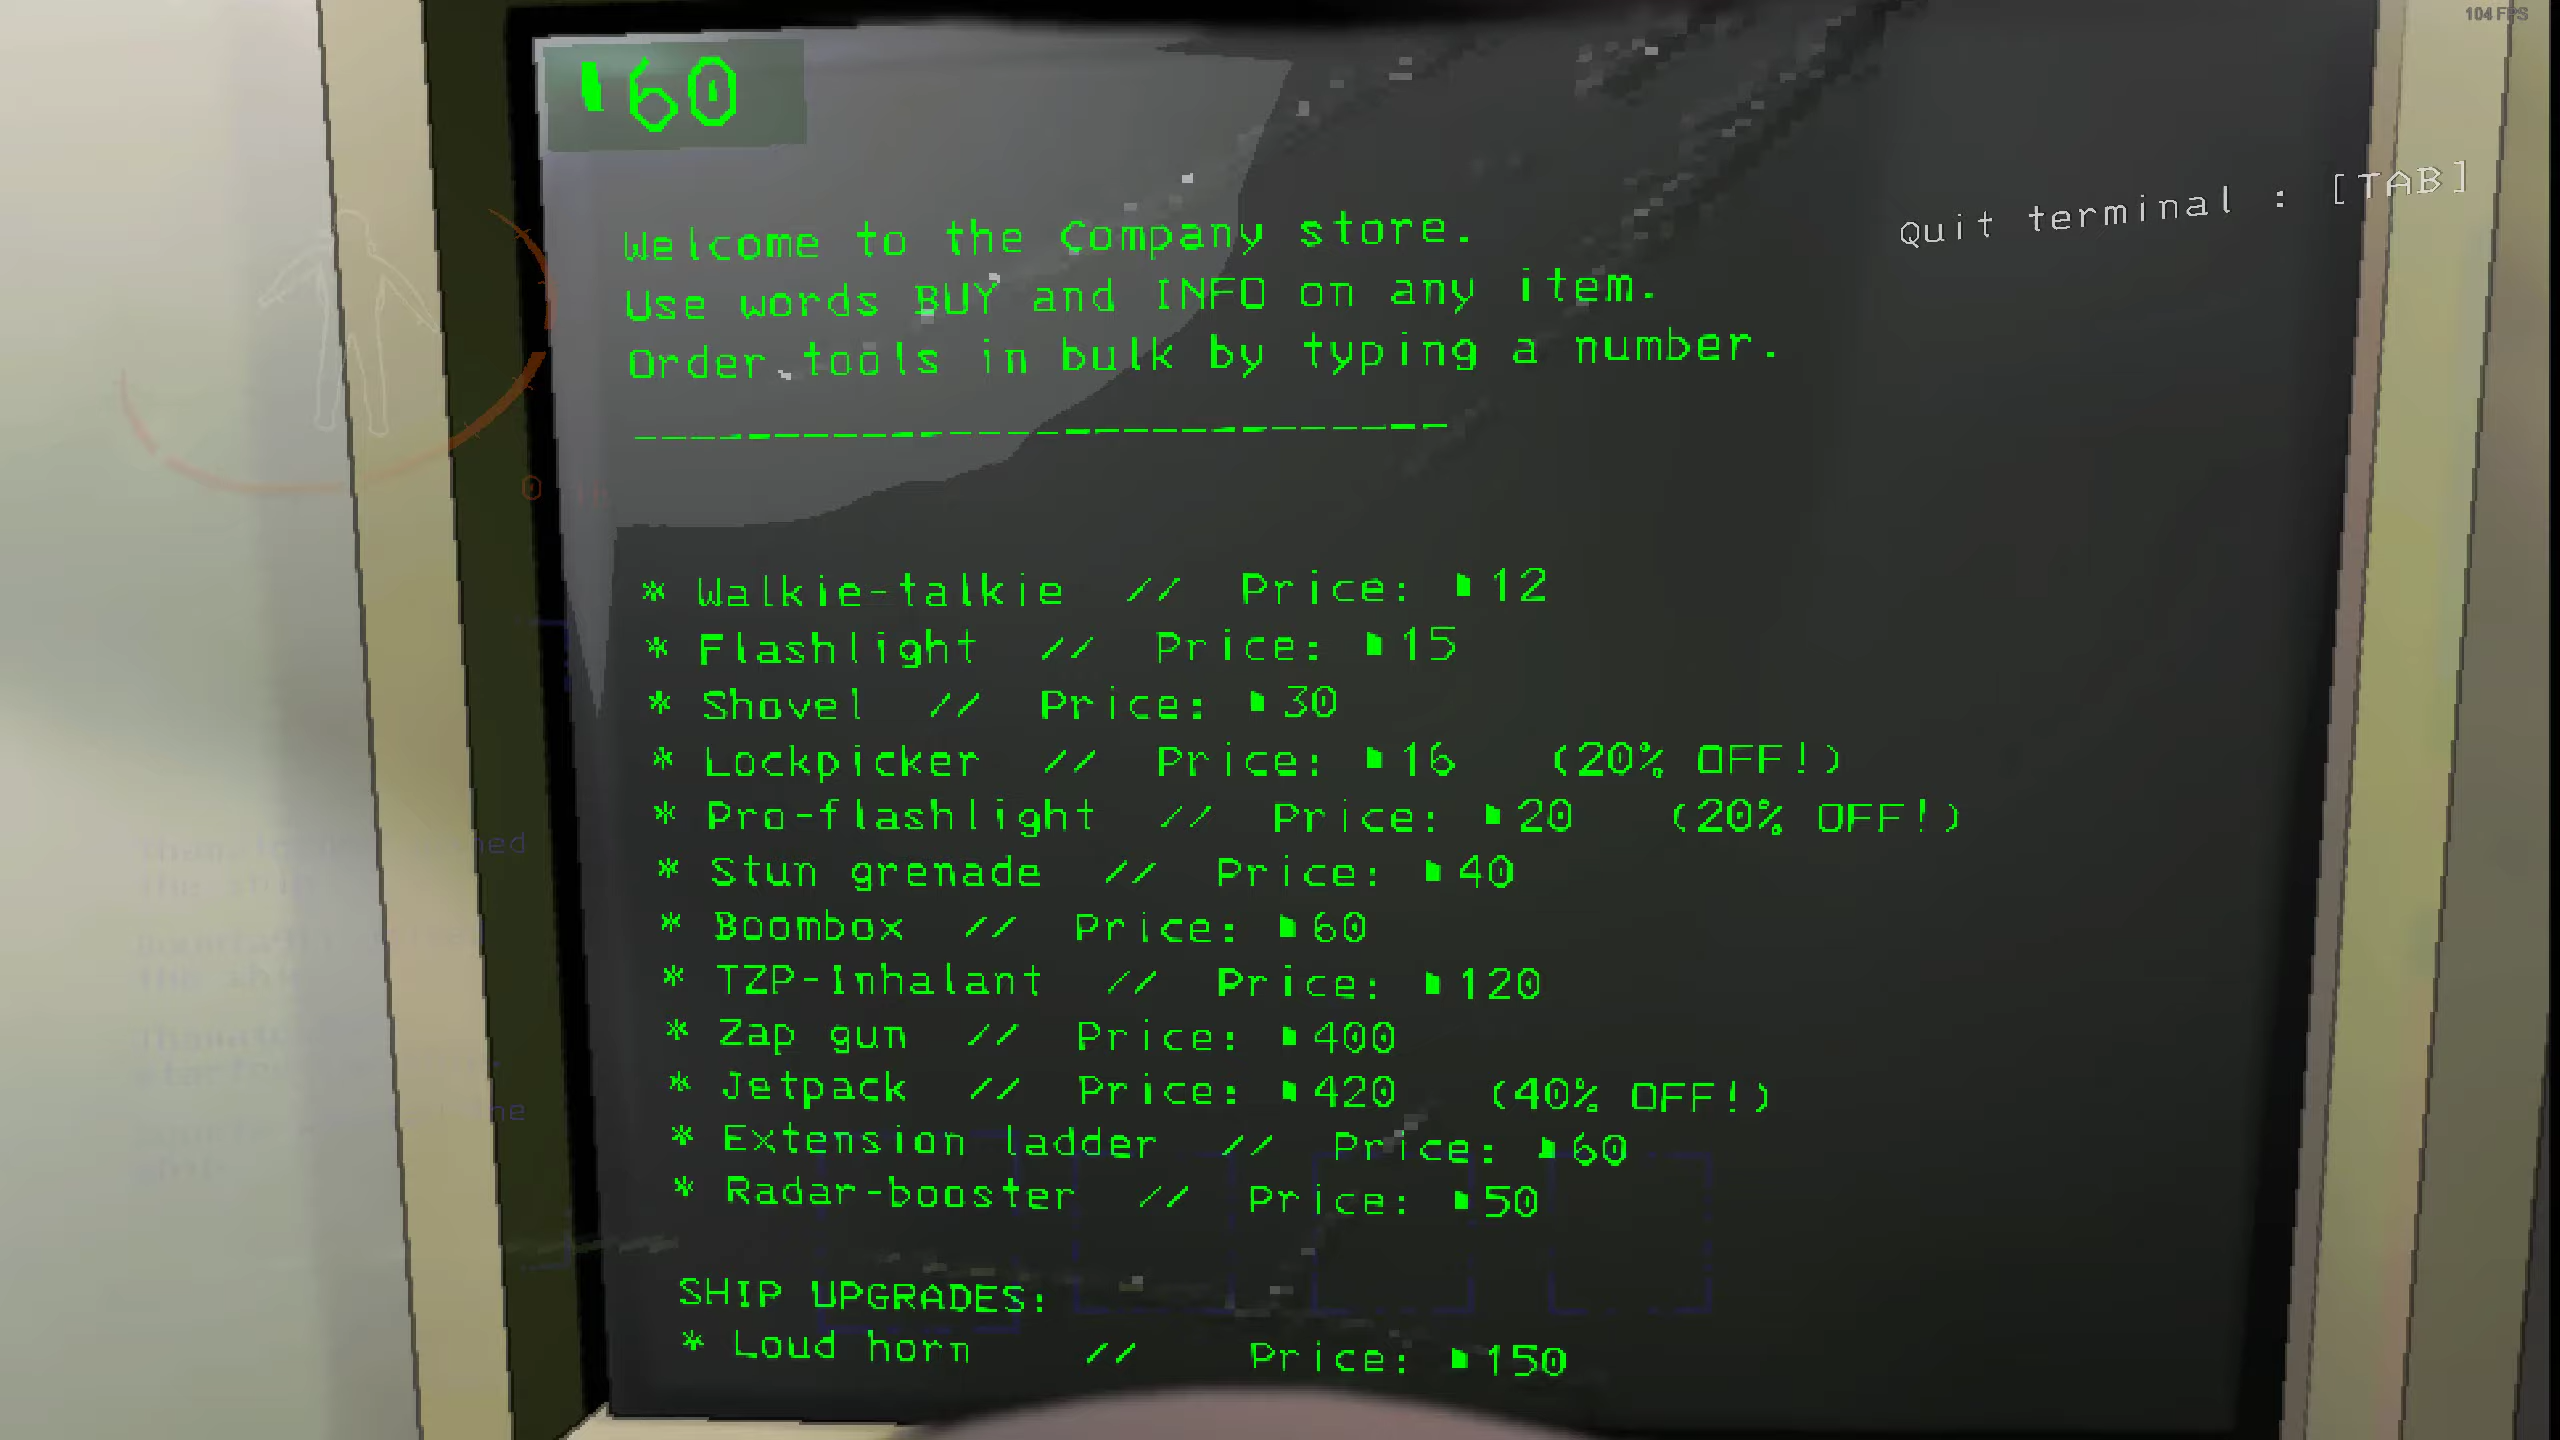 104 FPS
60
Quit terminal : [TAB]
Welcome to the Company store.
Use words BUY and INFO on any item.
Order tools in bulk by typing a number.
* Walkie-talkie // Price: 12
* Flashlight // Price: 15
* Shovel // Price: 30
* Lockpicker // Price: 16 (20% OFF!)
* Pro-flashlight // Price: 20 (20% OFF!)
* Stun grenade // Price: 40
* Boombox // Price: 60
* TZP-Inhalant // Price: 120
* Zap gun // Price: 400
* Jetpack // Price: 420 (40% OFF!)
* Extension ladder // Price: 60
* Radar-booster // Price: 50
SHIP UPGRADES:
* Loud horn // Price: 150